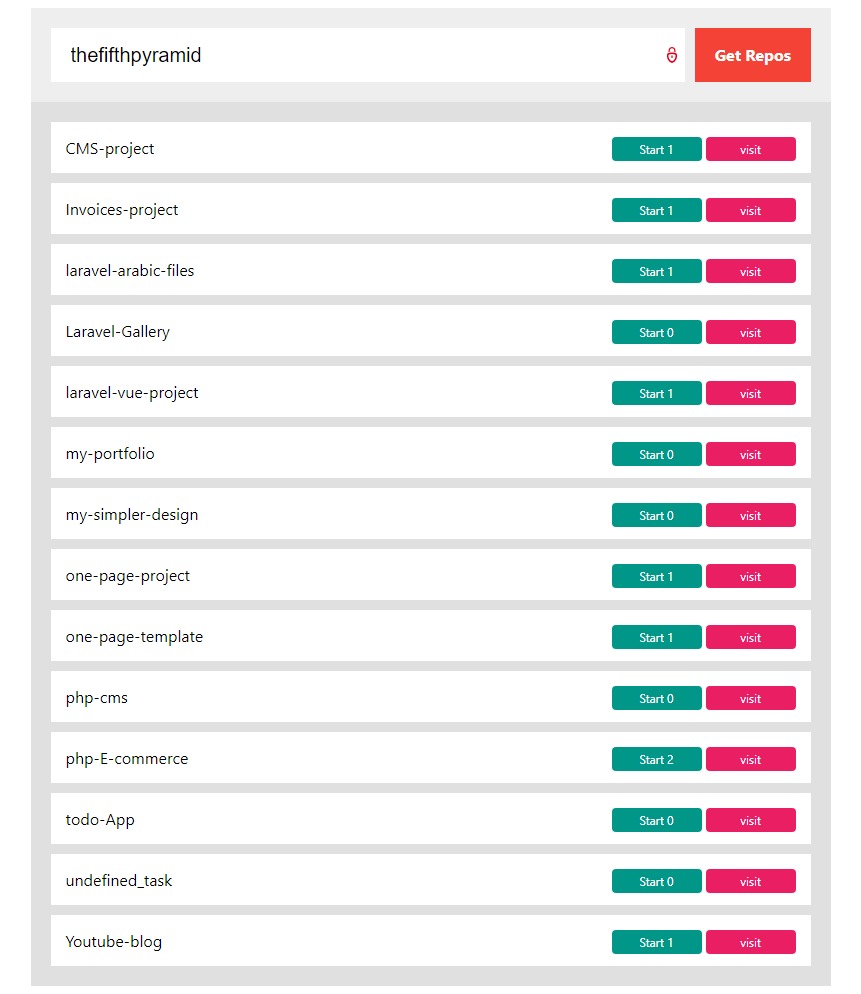 thefifthpyramid Get Repos
CMS-project Start 1 visit
Invoices-project Start 1 visit
laravel-arabic-files Start 1 visit
Laravel-Gallery Start 0 visit
laravel-vue-project Start 1 visit
my-portfolio Start 0 visit
my-simpler-design Start 0 visit
one-page-project Start 1 visit
one-page-template Start 1 visit
php-cms Start 0 visit
php-E-commerce Start 2 visit
todo-App Start 0 visit
undefined_task Start 0 visit
Youtube-blog Start 1 visit